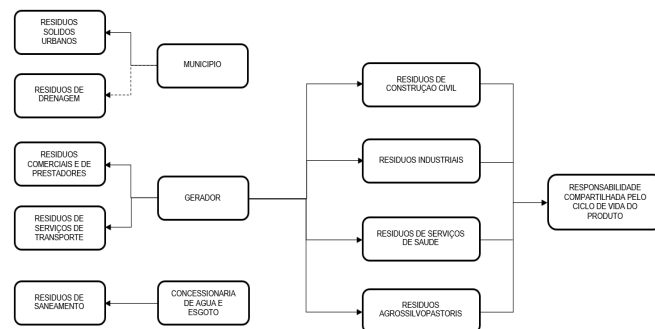 RESIDUOS
SOLIDOS
URBANOS
MUNICIPIO
RESIDUOS DE
DRENAGEM
RESIDUOS DE
CONSTRUÇAO CIVIL
RESIDUOS
COMERCIAIS E DE
PRESTADORES
RESIDUOS INDUSTRIAIS
GERADOR
RESPONSABILIDADE
COMPARTILHADA PELO
CICLO DE VIDA DO
PRODUTO
RESIDUOS DE
SERVIÇOS DE
TRANSPORTE
RESIDUOS DE SERVIÇOS
DE SAUDE
RESIDUOS DE
SANEAMENTO
CONCESSIONARIA
DE AGUA E
ESGOTO
RESIDUOS
AGROSSILVOPASTORIS